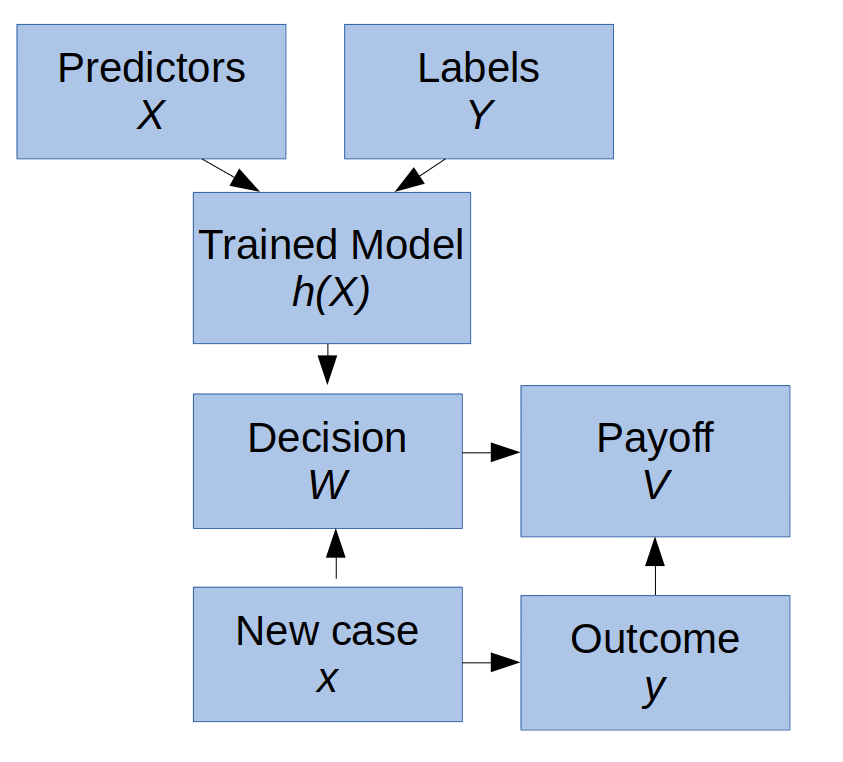 Predictors
X
Labels
Y
Trained Model
h(X)
Decision
W
Payoff
V
New case
x
Outcome
y